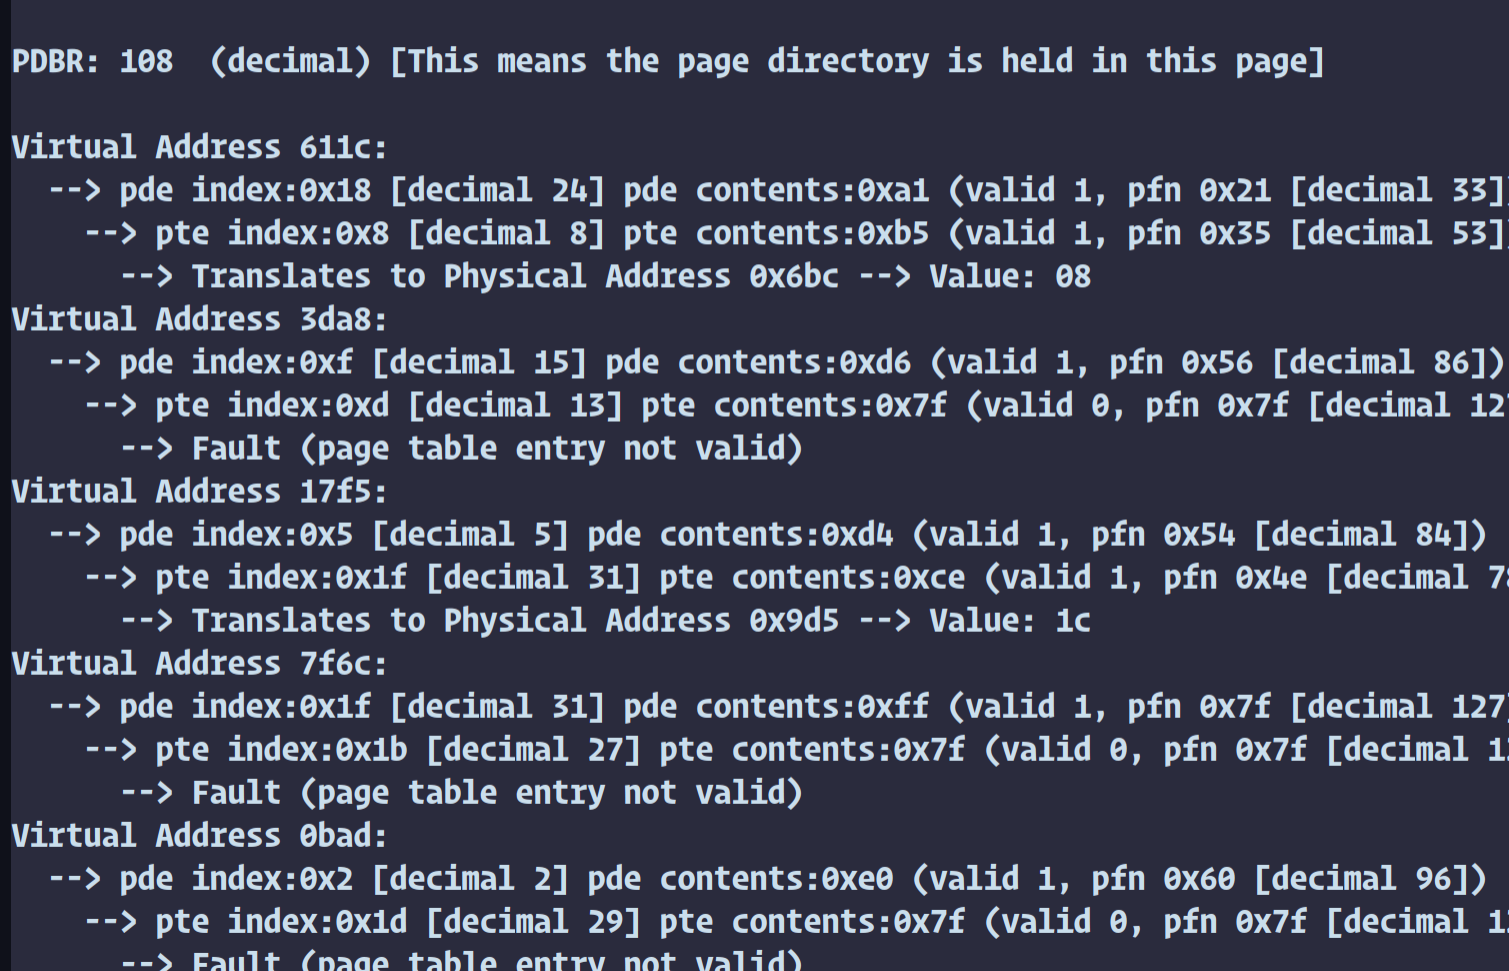 PDBR: 108  (decimal) [This means the page directory is held in this page]
Virtual Address 611c:
  --> pde index:0x18 [decimal 24] pde contents:0xa1 (valid 1, pfn 0x21 [decimal 33]
    --> pte index:0x8 [decimal 8] pte contents:0xb5 (valid 1, pfn 0x35 [decimal 53]
      --> Translates to Physical Address 0x6bc --> Value: 08
Virtual Address 3da8:
  --> pde index:0xf [decimal 15] pde contents:0xd6 (valid 1, pfn 0x56 [decimal 86])
    --> pte index:0xd [decimal 13] pte contents:0x7f (valid 0, pfn 0x7f [decimal 127
      --> Fault (page table entry not valid)
Virtual Address 17f5:
  --> pde index:0x5 [decimal 5] pde contents:0xd4 (valid 1, pfn 0x54 [decimal 84])
    --> pte index:0x1f [decimal 31] pte contents:0xce (valid 1, pfn 0x4e [decimal 78
      --> Translates to Physical Address 0x9d5 --> Value: 1c
Virtual Address 7f6c:
  --> pde index:0x1f [decimal 31] pde contents:0xff (valid 1, pfn 0x7f [decimal 127
    --> pte index:0x1b [decimal 27] pte contents:0x7f (valid 0, pfn 0x7f [decimal
      --> Fault (page table entry not valid)
Virtual Address 0bad:
  --> pde index:0x2 [decimal 2] pde contents:0xe0 (valid 1, pfn 0x60 [decimal 96])
    --> pte index:0x1d [decimal 29] pte contents:0x7f (valid 0, pfn 0x7f [decimal
      --> Fault (page table entry not valid)